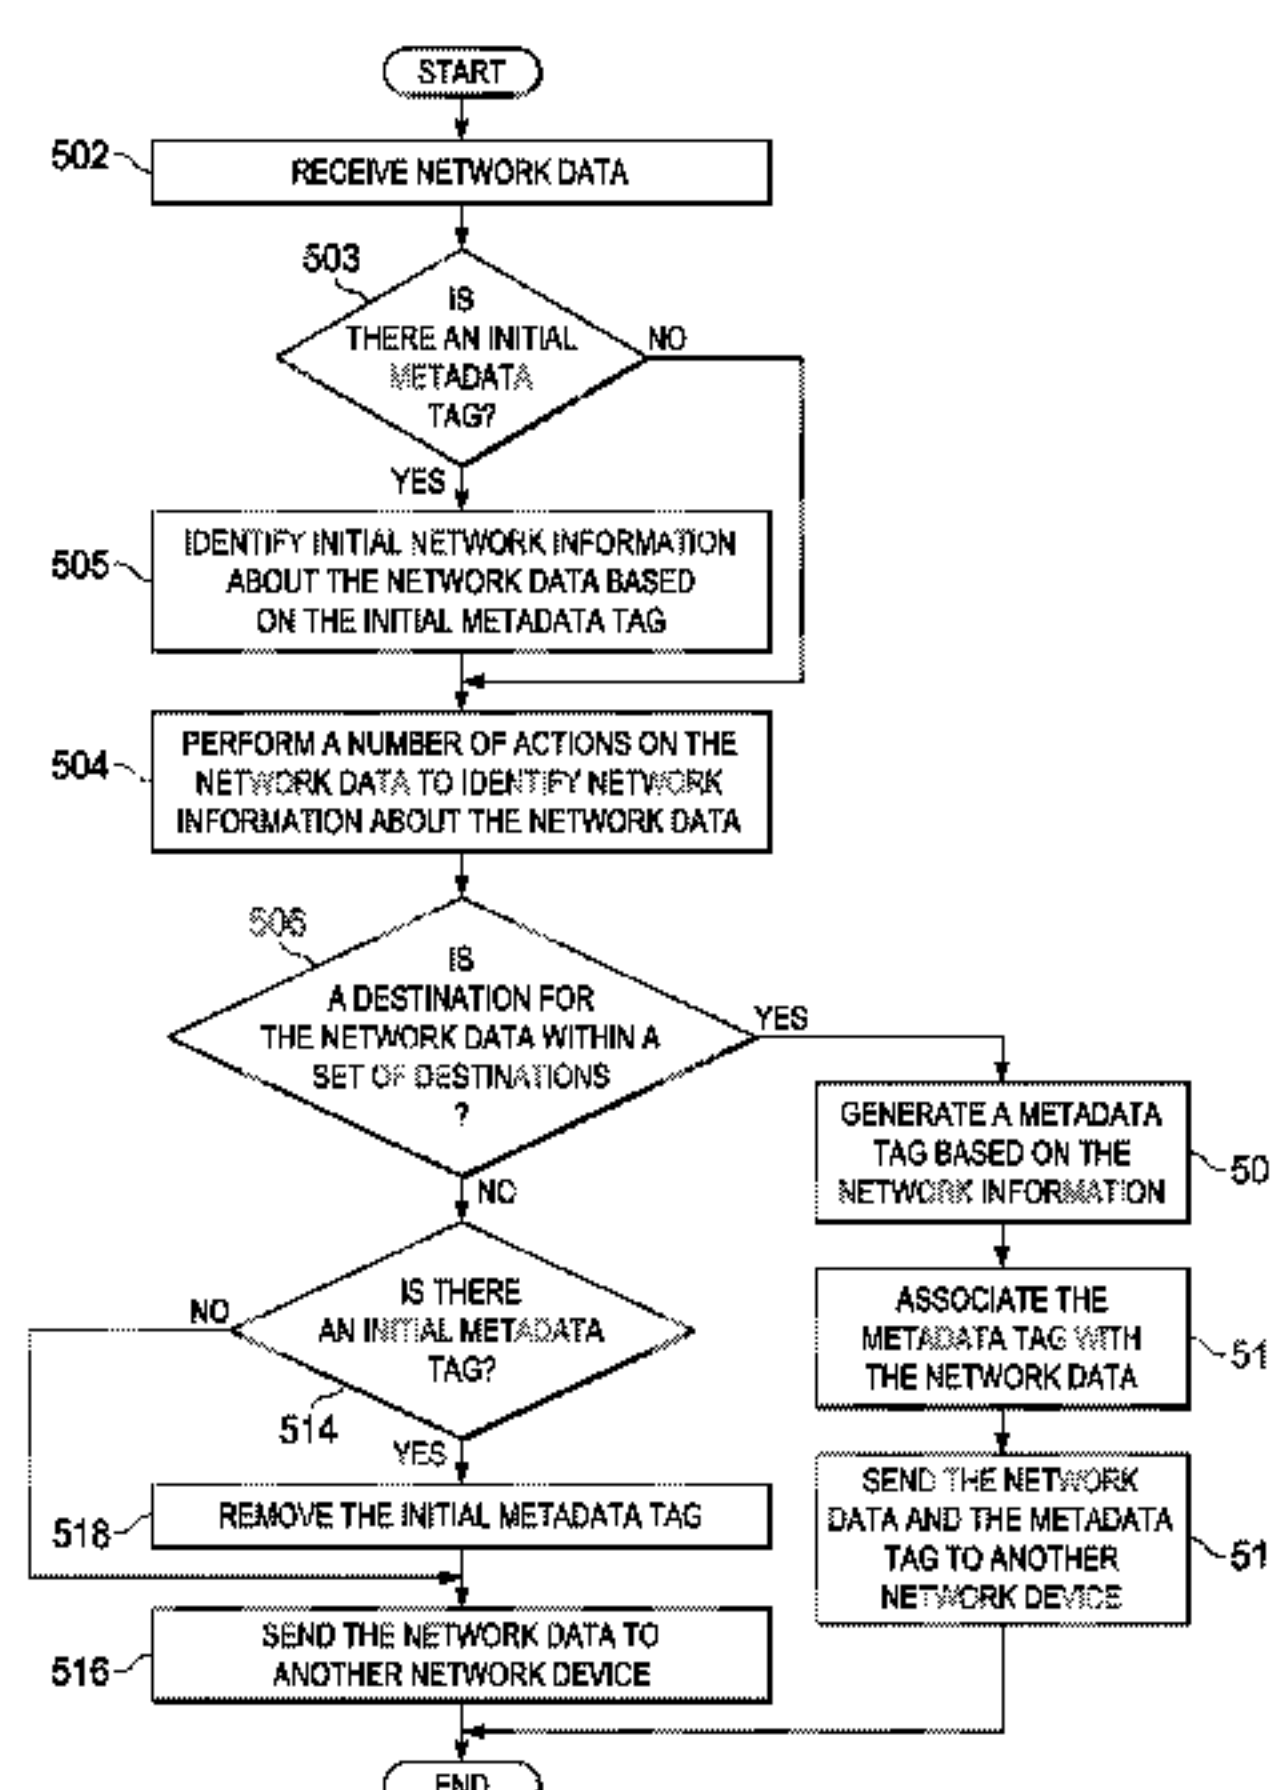 START
502
RECEIVE NETWORK DATA
503
IS
THERE AN INITIAL
METADATA
TAG?
NO
YES
505
IDENTIFY INITIAL NETWORK INFORMATION
ABOUT THE NETWORK DATA BASED
ON THE INITIAL METADATA TAG
504
PERFORM A NUMBER OF ACTIONS ON THE
NETWORK DATA TO IDENTIFY NETWORK
INFORMATION ABOUT THE NETWORK DATA
506
IS
A DESTINATION FOR
THE NETWORK DATA WITHIN A
SET OF DESTINATIONS
?
YES
NO
GENERATE A METADATA
TAG BASED ON THE
NETWORK INFORMATION
50
ASSOCIATE THE
METADATA TAG WITH
THE NETWORK DATA
51
SEND THE NETWORK
DATA AND THE METADATA
TAG TO ANOTHER
NETWORK DEVICE
51
IS THERE
AN INITIAL METADATA
TAG?
NO
514
YES
518
REMOVE THE INITIAL METADATA TAG
516
SEND THE NETWORK DATA TO
ANOTHER NETWORK DEVICE
END